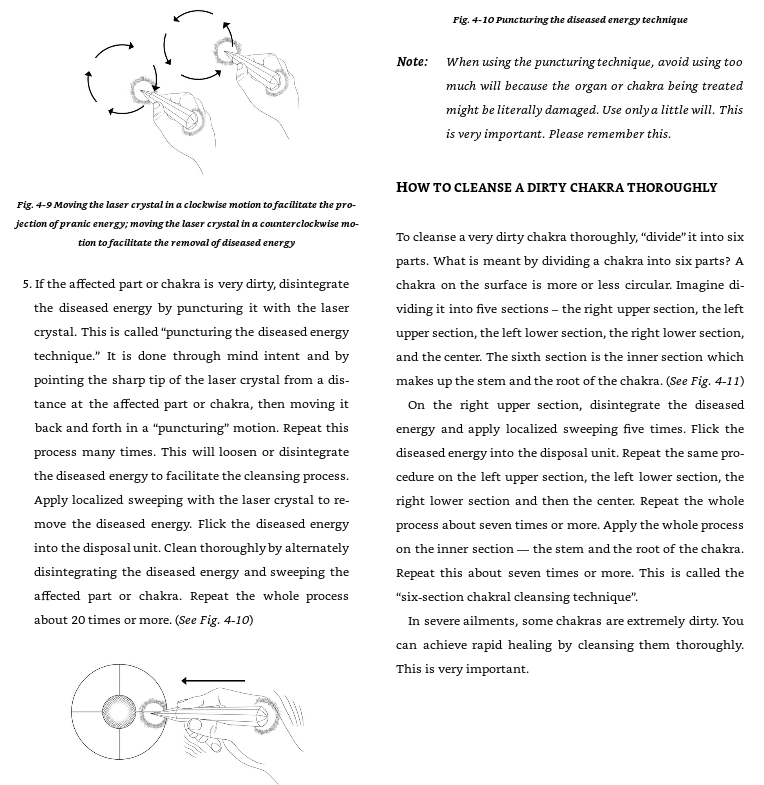 Fig. 4-9 Moving the laser crystal in a clockwise motion to facilitate the pro-
jection of pranic energy; moving the laser crystal in a counterclockwise mo-
tion to facilitate the removal of diseased energy
5. If the affected part or chakra is very dirty, disintegrate
the diseased energy by puncturing it with the laser
crystal. This is called “puncturing the diseased energy
technique.” It is done through mind intent and by
pointing the sharp tip of the laser crystal from a dis-
tance at the affected part or chakra, then moving it
back and forth in a “puncturing” motion. Repeat this
process many times. This will loosen or disintegrate
the diseased energy to facilitate the cleansing process.
Apply localized sweeping with the laser crystal to re-
move the diseased energy. Flick the diseased energy
into the disposal unit. Clean thoroughly by alternately
disintegrating the diseased energy and sweeping the
affected part or chakra. Repeat the whole process
about 20 times or more. (See Fig. 4-10)
Fig. 4-10 Puncturing the diseased energy technique
Note: When using the puncturing technique, avoid using too
much will because the organ or chakra being treated
might be literally damaged. Use only a little will. This
is very important. Please remember this.
HOW TO CLEANSE A DIRTY CHAKRA THOROUGHLY
To cleanse a very dirty chakra thoroughly, “divide” it into six
parts. What is meant by dividing a chakra into six parts? A
chakra on the surface is more or less circular. Imagine di-
viding it into five sections – the right upper section, the left
upper section, the left lower section, the right lower section,
and the center. The sixth section is the inner section which
makes up the stem and the root of the chakra. (See Fig. 4-11)
On the right upper section, disintegrate the diseased
energy and apply localized sweeping five times. Flick the
diseased energy into the disposal unit. Repeat the same pro-
cedure on the left upper section, the left lower section, the
right lower section and then the center. Repeat the whole
process about seven times or more. Apply the whole process
on the inner section — the stem and the root of the chakra.
Repeat this about seven times or more. This is called the
“six-section chakral cleansing technique”.
In severe ailments, some chakras are extremely dirty. You
can achieve rapid healing by cleansing them thoroughly.
This is very important.